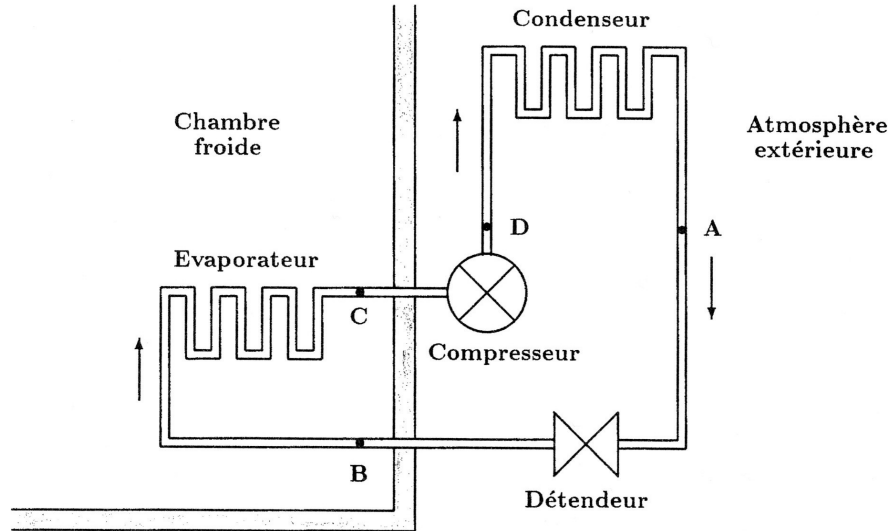 Condenseur
Chambre
froide
Atmosphère
extérieure
D
A
Evaporateur
C
Compresseur
B
Détendeur